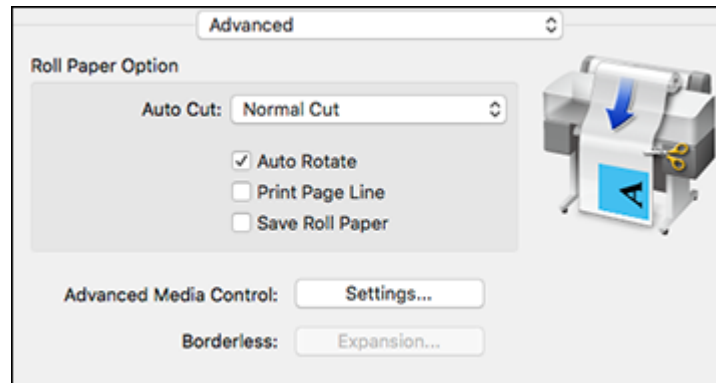 Advanced
Roll Paper Option
Auto Cut: Normal Cut
Auto Rotate
Print Page Line
Save Roll Paper
A
Advanced Media Control: Settings...
Borderless: Expansion...